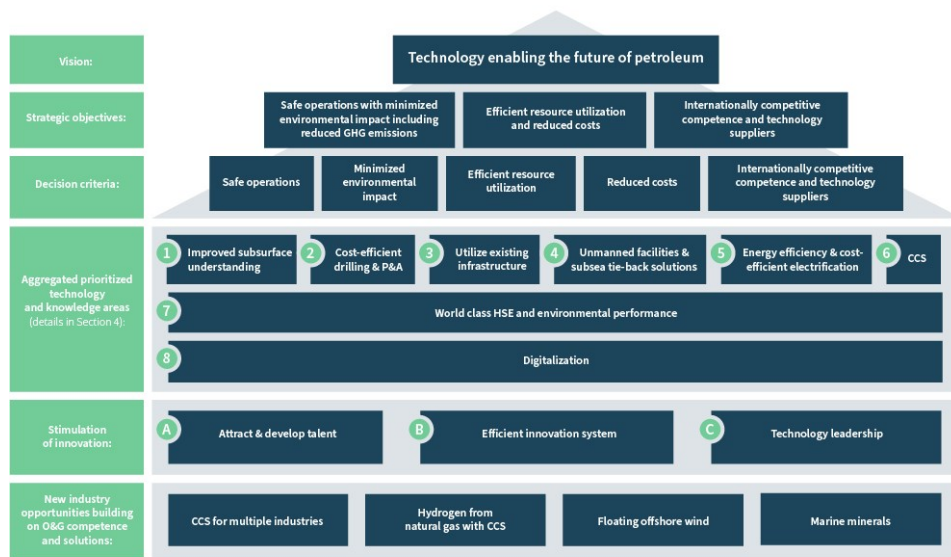 Vision:
Technology enabling the future of petroleum
Strategic objectives:
Safe operations with minimized
environmental impact including
reduced GHG emissions
Efficient resource utilization
and reduced costs
Internationally competitive
competence and technology
suppliers
Decision criteria:
Safe operations
Minimized
environmental
impact
Efficient resource
utilization
Reduced costs
Internationally competitive
competence and technology
suppliers
Aggregated prioritized
technology
and knowledge areas
(details in Section 4):
1
Improved subsurface
understanding
2
Cost-efficient
drilling & P&A
3
Utilize existing
infrastructure
4
Unmanned facilities &
subsea tie-back solutions
5
Energy efficiency & cost-
efficient electrification
6
CCS
7
World class HSE and environmental performance
8
Digitalization
Stimulation
of innovation:
A
Attract & develop talent
B
Efficient innovation system
C
Technology leadership
New industry
opportunities building
on O&G competence
and solutions:
CCS for multiple industries
Hydrogen from
natural gas with CCS
Floating offshore wind
Marine minerals